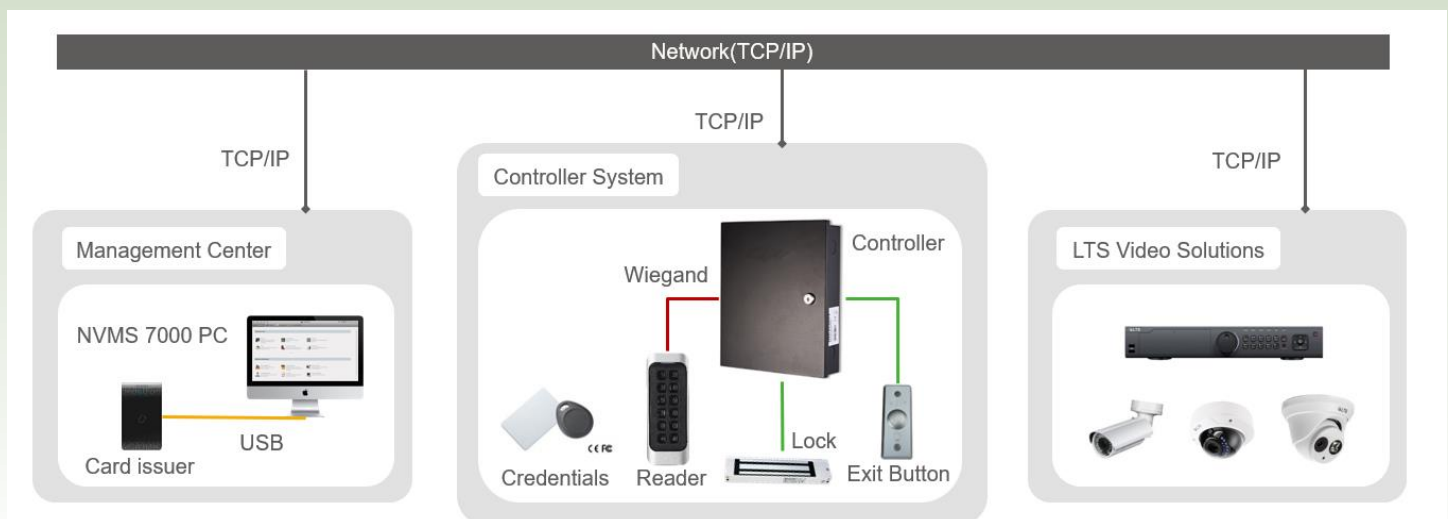 Network(TCP/IP)
TCP/IP
TCP/IP
TCP/IP
Management Center
NVMS 7000 PC
USB
Card issuer
Controller System
Controller
Wiegand
Lock
Credentials
Reader
Exit Button
LTS Video Solutions